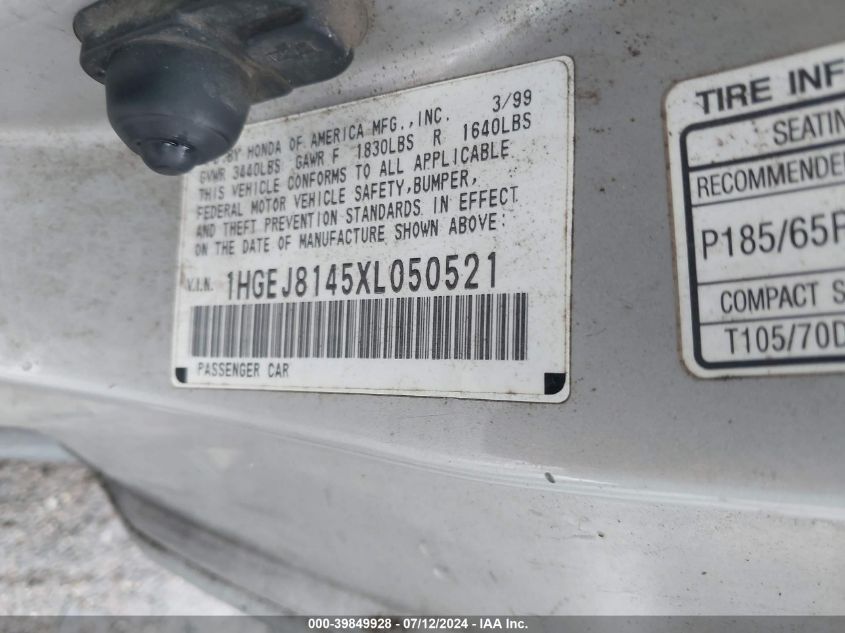 BY HONDA OF AMERICA MFG., INC. 3/99
GVWR 3440LBS GAWR F 1830LBS R 1640LBS
THIS VEHICLE CONFORMS TO ALL APPLICABLE
FEDERAL MOTOR VEHICLE SAFETY, BUMPER,
AND THEFT PREVENTION STANDARDS IN EFFECT
ON THE DATE OF MANUFACTURE SHOWN ABOVE.
V.I.N. 1HGEJ8145XL050521
PASSENGER CAR
TIRE INF
SEATIN
RECOMMENDE
P185/65R
COMPACT S
T105/70D
000-39849928 - 07/12/2024 - IAA Inc.